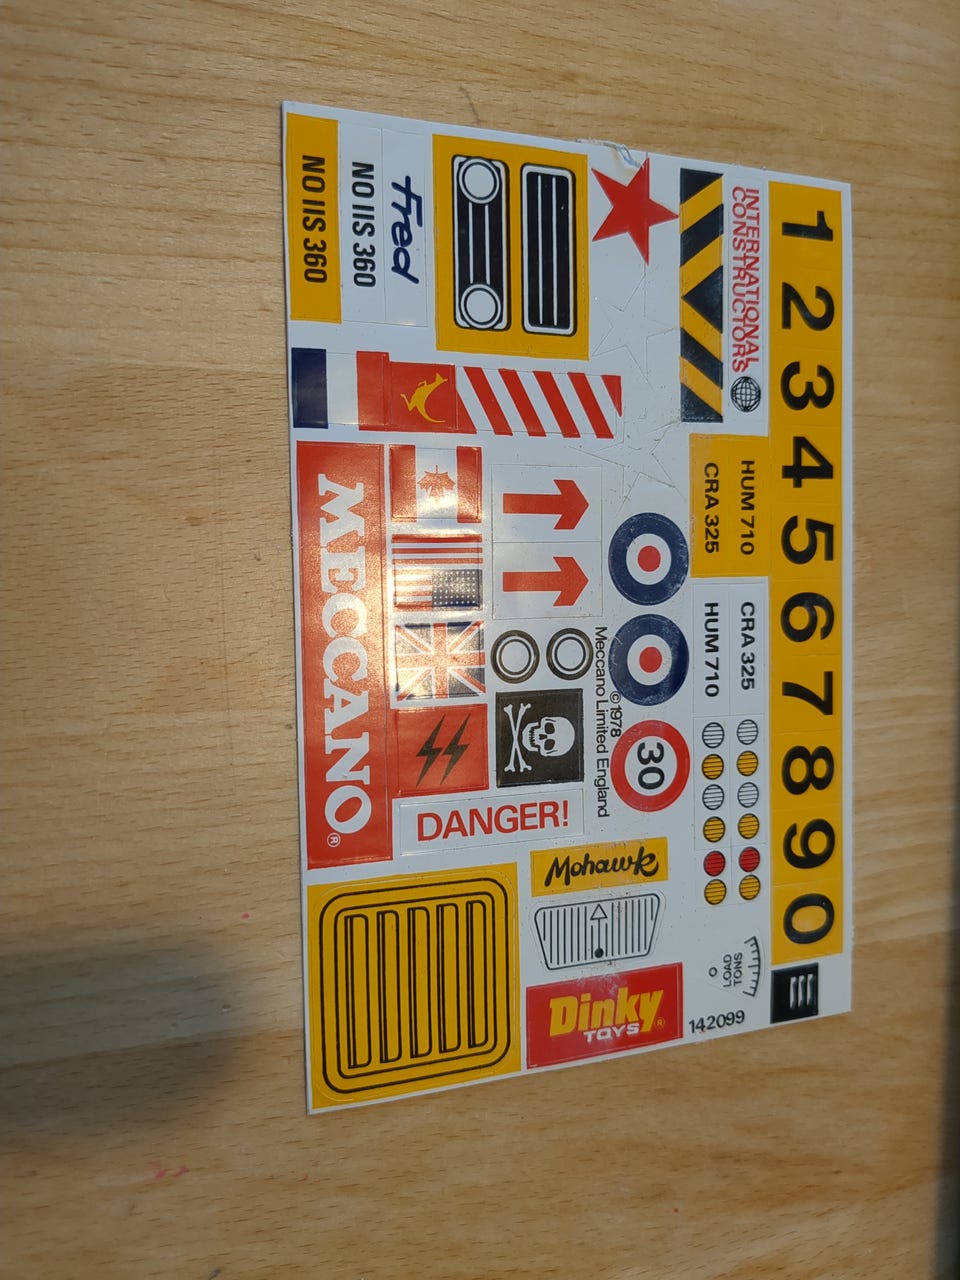 1 2 3 4 5 6 7 8 9 0
INTERNATIONAL
CONSTRUCTORS
HUM 710
CRA 325
CRA 325
HUM 710
LOAD
TONS
142099
30
©1978
Meccano Limited England
Fred
NO IIS 360
NO IIS 360
DANGER!
Mohawk
Dinky®
TOYS
MECCANO®